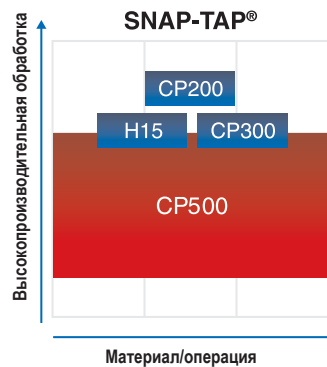 SNAP-TAP®
Высокопроизводительная обработка
CP200
H15
CP300
CP500
Материал/операция